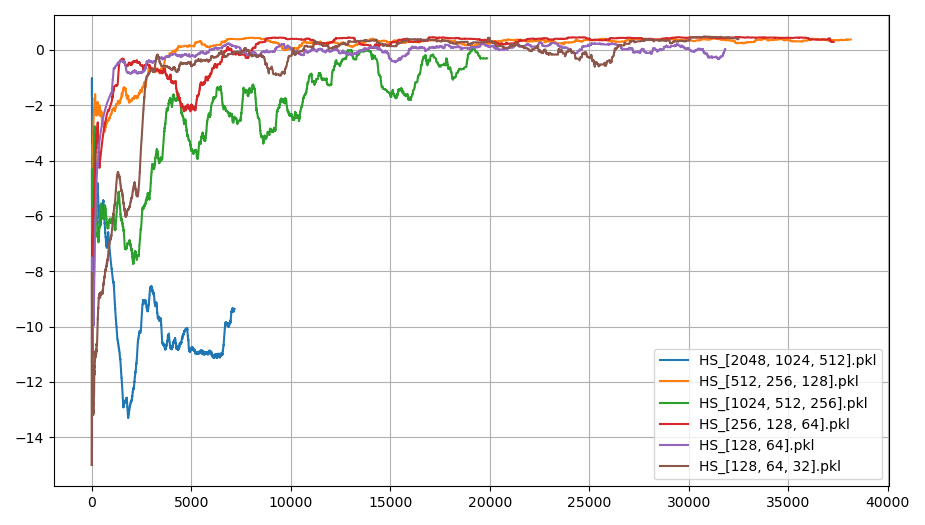 0
−2
−4
−6
−8
−10
−12
−14
HS_[2048, 1024, 512].pkl
HS_[512, 256, 128].pkl
HS_[1024, 512, 256].pkl
HS_[256, 128, 64].pkl
HS_[128, 64].pkl
HS_[128, 64, 32].pkl
0 5000 10000 15000 20000 25000 30000 35000 40000